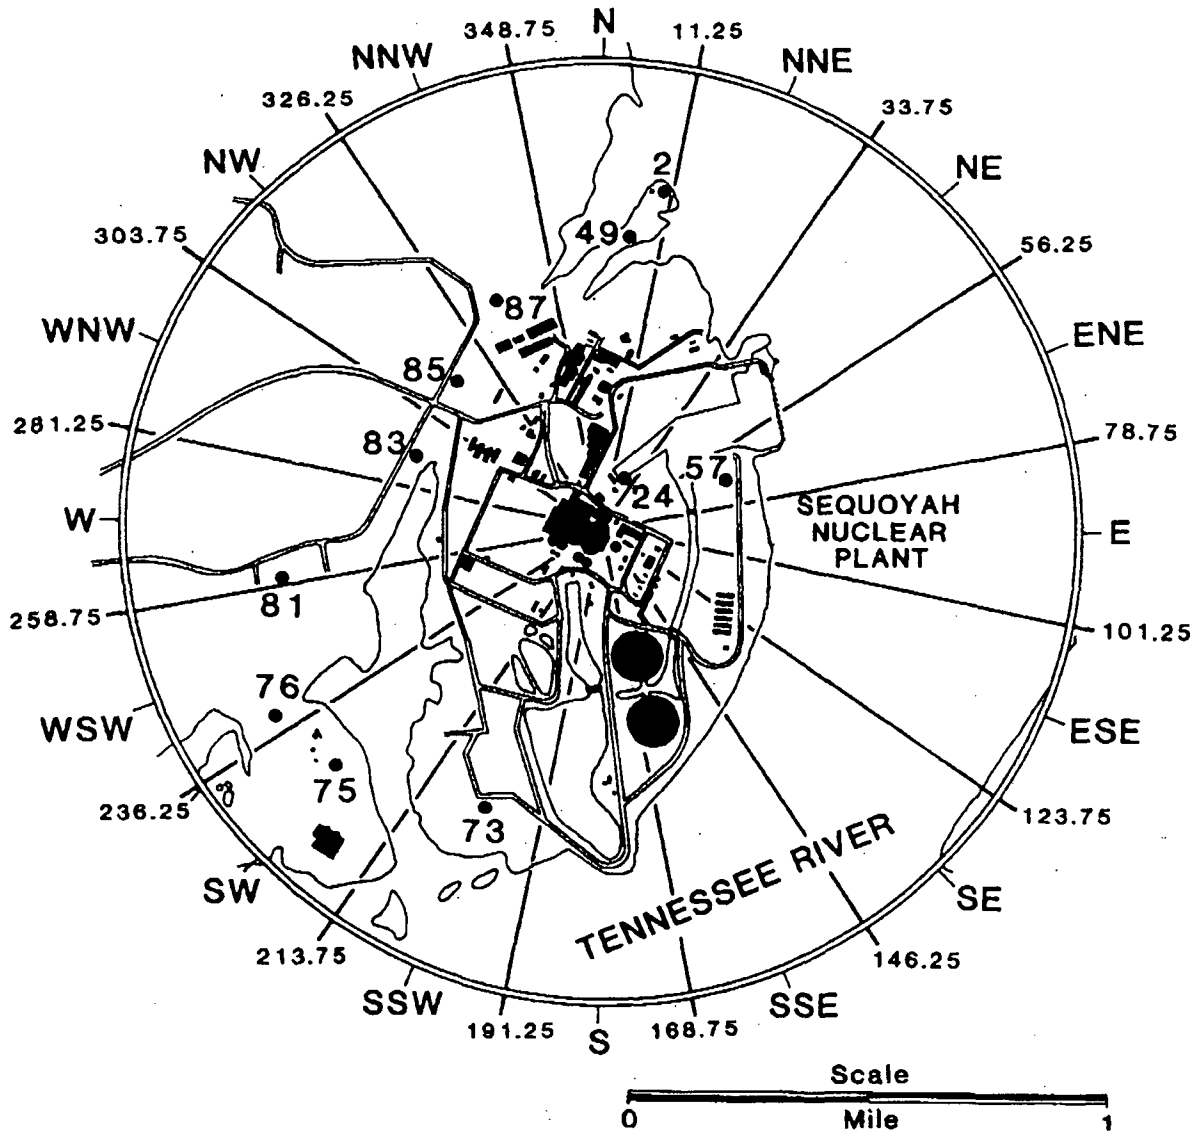 N
348.75
11.25
NNW
NNE
326.25
33.75
NW
2
NE
303.75
49
56.25
87
WNW
ENE
85
281.25
83
57
78.75
24
SEQUOYAH
NUCLEAR
PLANT
W
E
81
258.75
101.25
76
WSW
ESE
75
236.25
73
123.75
TENNESSEE RIVER
SW
SE
213.75
146.25
SSW
SSE
191.25
168.75
S
Scale
0
Mile
1